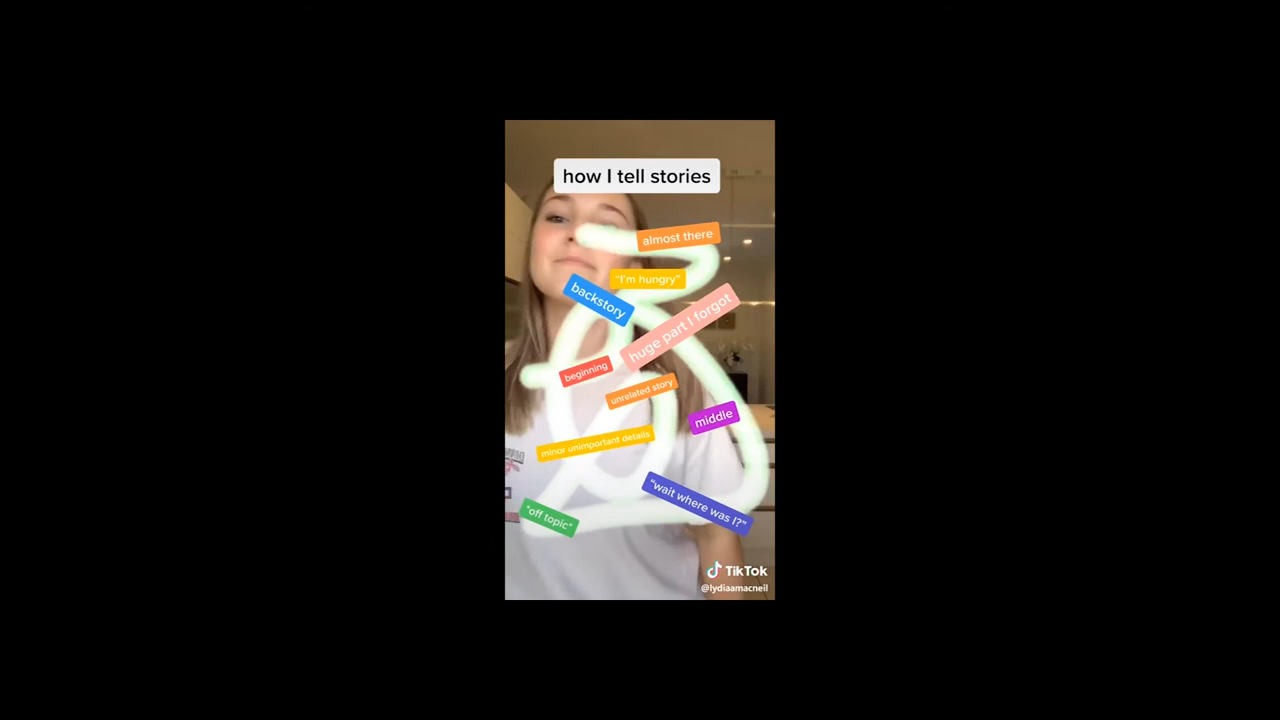 how I tell stories
almost there
"I'm hungry"
backstory
huge part I forgot
beginning
unrelated story
middle
minor unimportant details
"wait where was I?"
"off topic"
TikTok
@lydiaamacneil